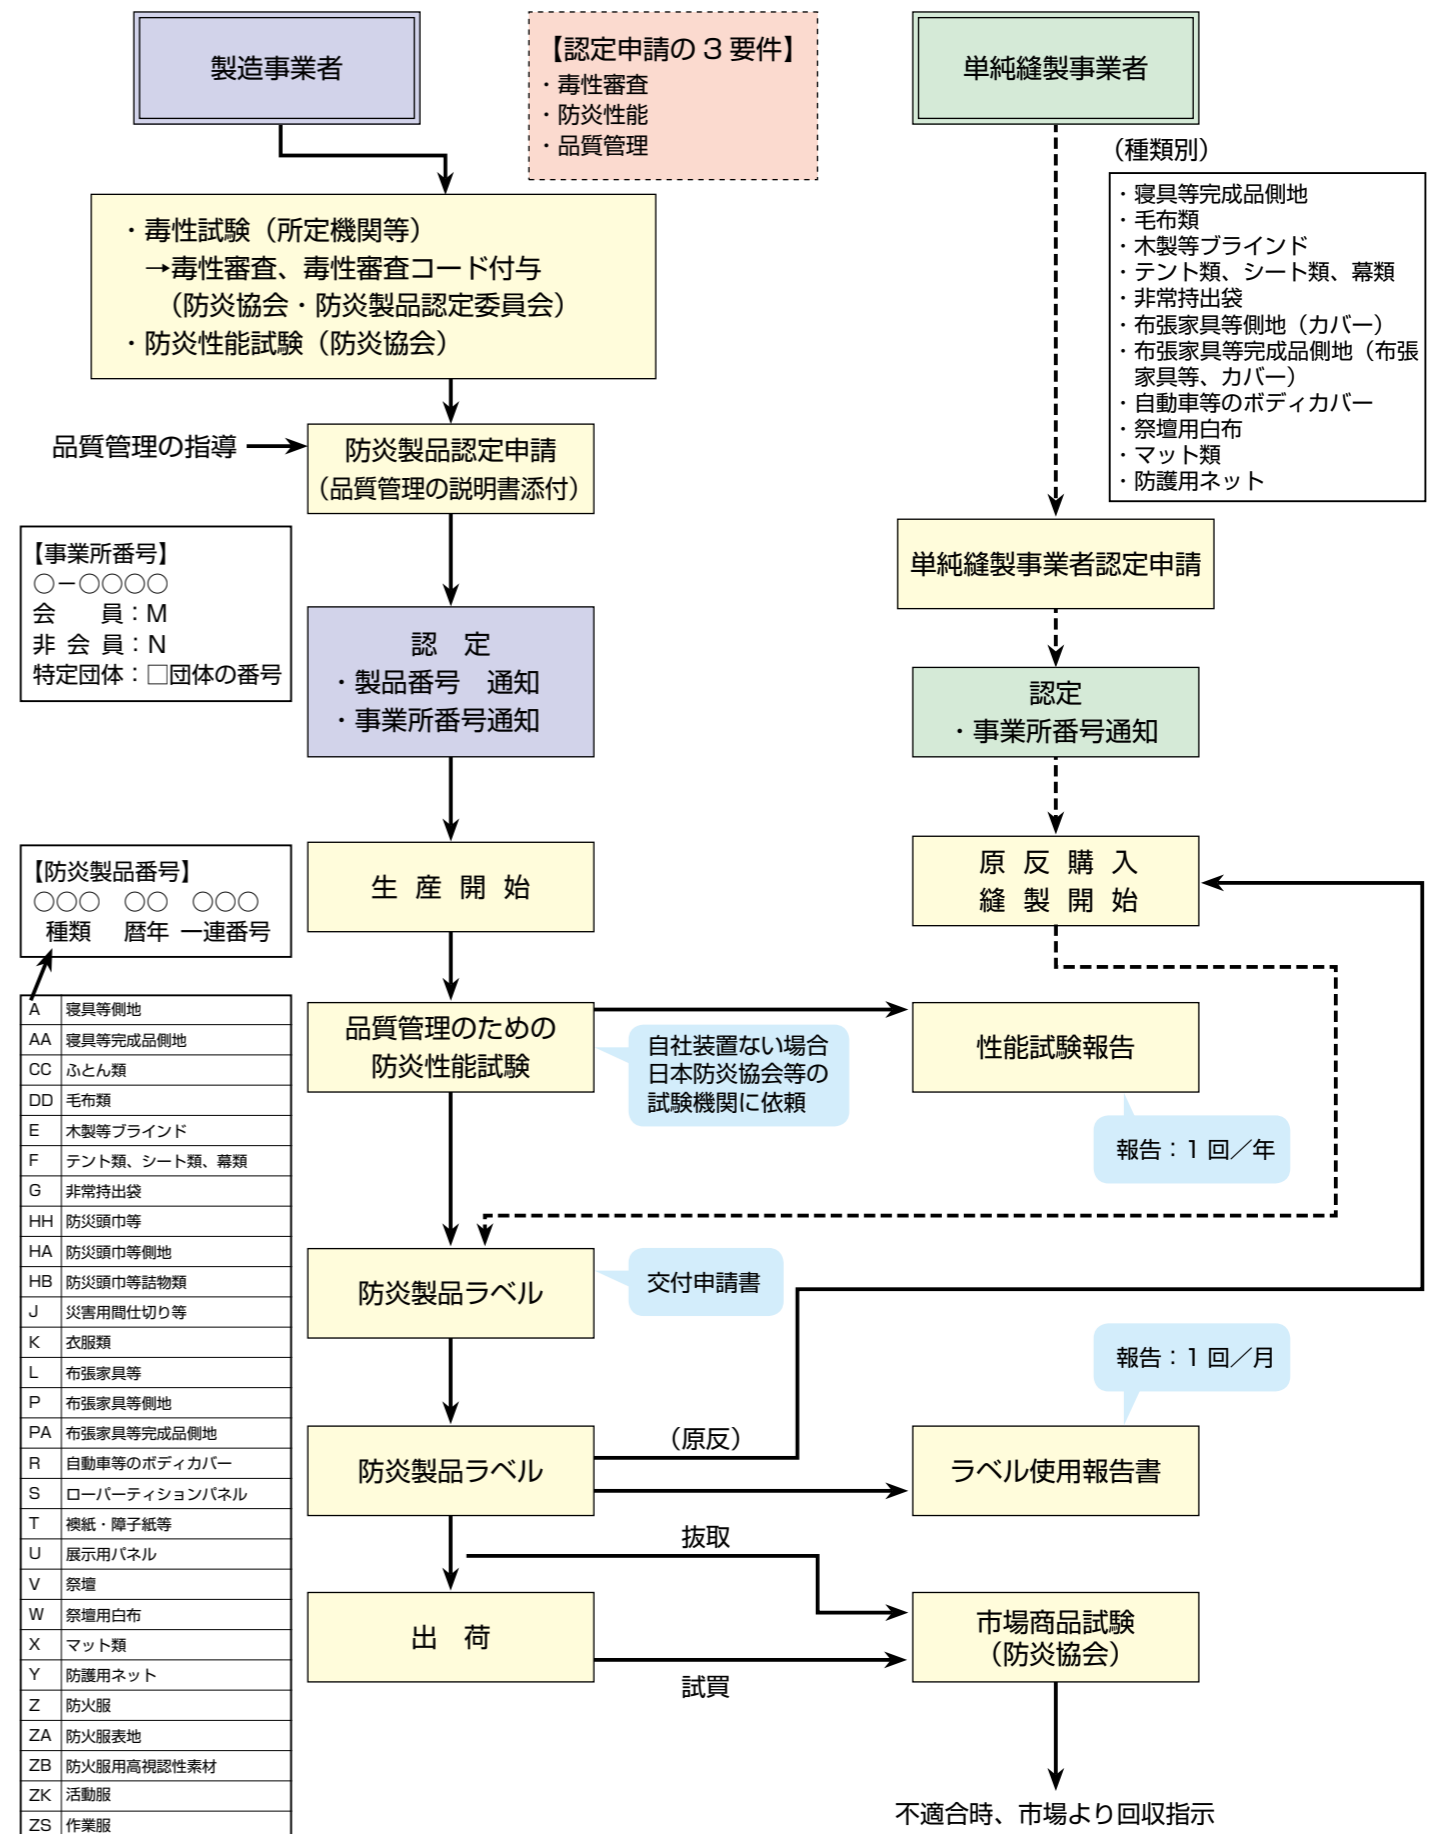 製造事業者
【認定申請の3要件】
・毒性審査
・防炎性能
・品質管理
単純縫製事業者
（種類別）
・寝具等完成品側地
・毛布類
・木製等ブラインド
・テント類、シート類、幕類
・非常持出袋
・布張家具等側地（カバー）
・布張家具等完成品側地（布張
家具等、カバー）
・自動車等のボディカバー
・祭壇用白布
・マット類
・防護用ネット
・毒性試験（所定機関等）
→毒性審査、毒性審査コード付与
（防炎協会・防炎製品認定委員会）
・防炎性能試験（防炎協会）
品質管理の指導
防炎製品認定申請
（品質管理の説明書添付）
単純縫製事業者認定申請
【事業所番号】
○－○○○○
会　　員：M
非 会 員：N
特定団体：□団体の番号
認　定
・製品番号　通知
・事業所番号通知
認定
・事業所番号通知
【防炎製品番号】
○○○　○○　○○○
種類　暦年　一連番号
生 産 開 始
原 反 購 入
縫 製 開 始
A 寝具等側地
AA 寝具等完成品側地
CC ふとん類
DD 毛布類
E 木製等ブラインド
F テント類、シート類、幕類
G 非常持出袋
HH 防災頭巾等
HA 防災頭巾等側地
HB 防災頭巾等詰物類
J 災害用間仕切り等
K 衣服類
L 布張家具等
P 布張家具等側地
PA 布張家具等完成品側地
R 自動車等のボディカバー
S ローパーティションパネル
T 襖紙・障子紙等
U 展示用パネル
V 祭壇
W 祭壇用白布
X マット類
Y 防護用ネット
Z 防火服
ZA 防火服表地
ZB 防火服用高視認性素材
ZK 活動服
ZS 作業服
品質管理のための
防炎性能試験
自社装置ない場合
日本防炎協会等の
試験機関に依頼
性能試験報告
報告：1回／年
防炎製品ラベル
交付申請書
報告：1回／月
防炎製品ラベル
（原反）
ラベル使用報告書
抜取
出　荷
試買
市場商品試験
（防炎協会）
不適合時、市場より回収指示